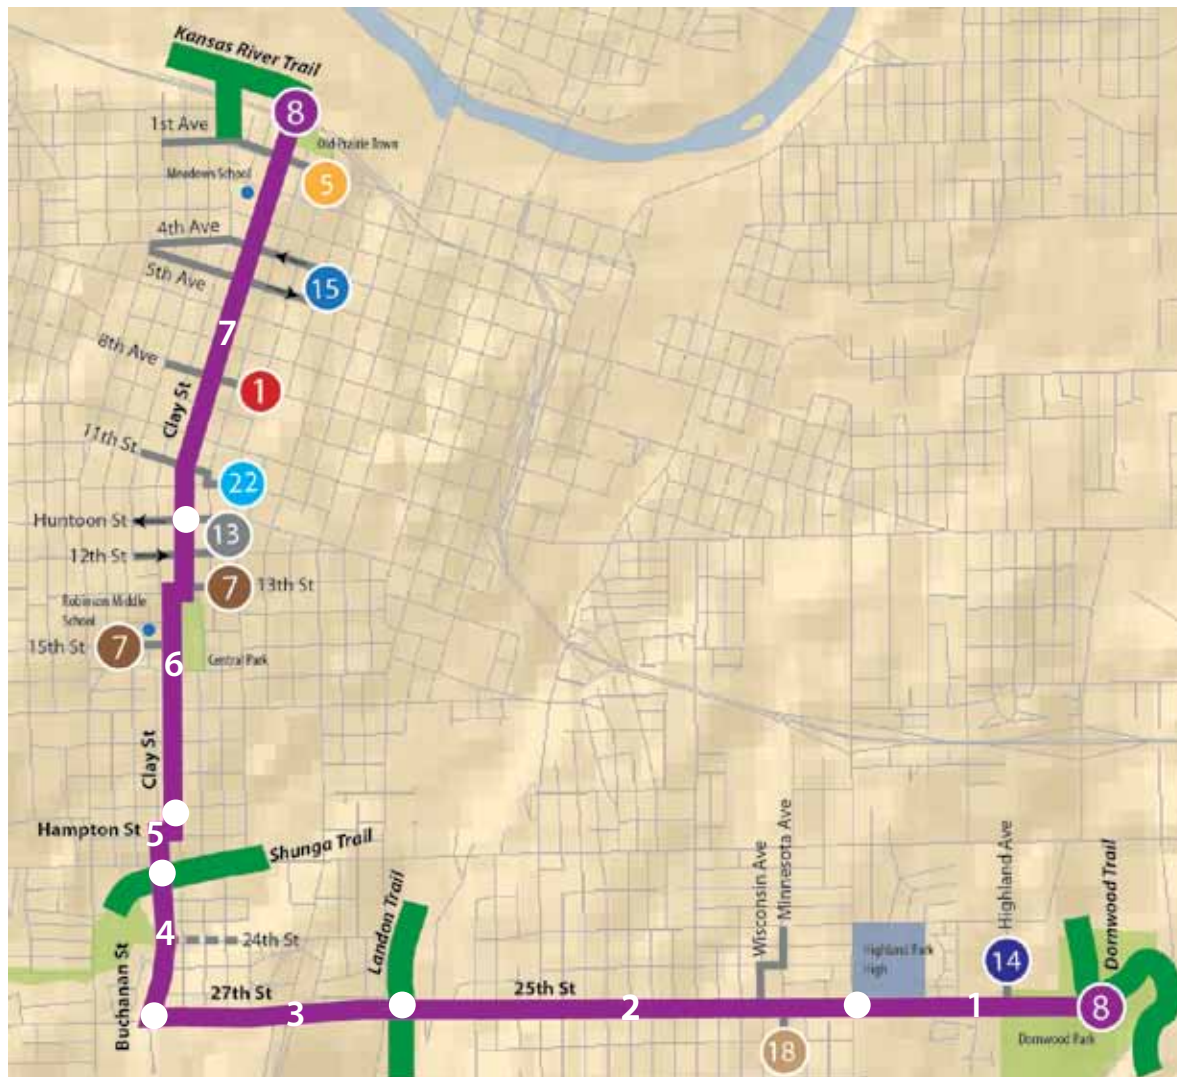 Kansas River Trail
8
1st Ave
Old Prairie Town
Meadows School
5
4th Ave
5th Ave
15
7
8th Ave
1
Clay St
11th St
22
Huntoon St
13
12th St
7
13th St
Robinson Middle
School
15th St
7
6
Central Park
Clay St
Hampton St
5
Shunga Trail
4
24th St
Buchanan St
27th St
3
Landon Trail
25th St
2
Wisconsin Ave
Minnesota Ave
18
Highland Park
High
Highland Ave
14
1
Dornwood Trail
8
Dornwood Park